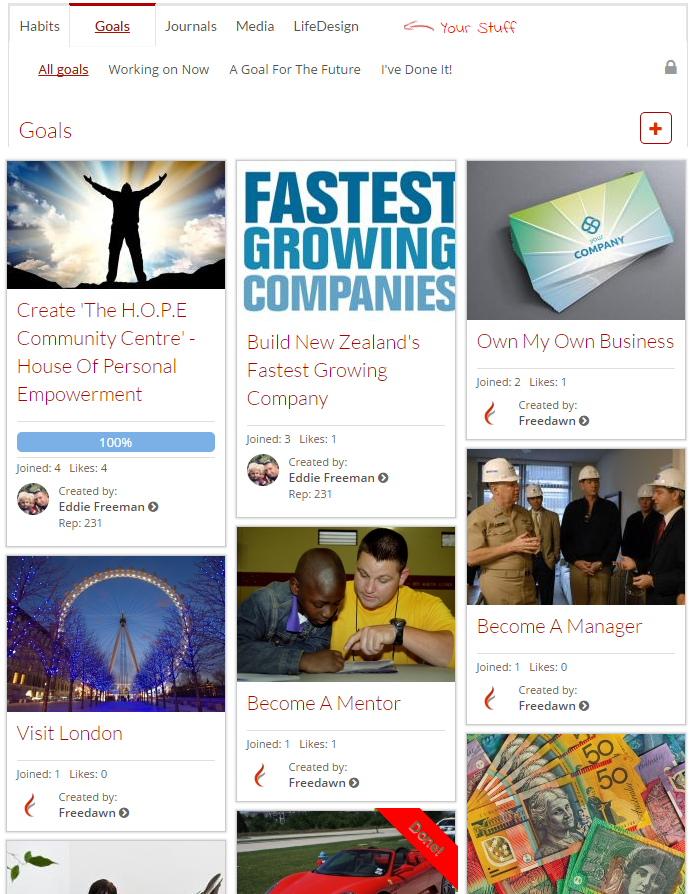 Habits Goals Journals Media LifeDesign Your Stuff
All goals Working on Now A Goal For The Future I've Done It!
Goals
Create 'The H.O.P.E
Community Centre' -
House Of Personal
Empowerment
100%
Joined: 4 Likes: 4
Created by:
Eddie Freeman
Rep: 231
FASTEST
GROWING
COMPANIES
Build New Zealand's
Fastest Growing
Company
Joined: 3 Likes: 1
Created by:
Eddie Freeman
Rep: 231
your
COMPANY
Own My Own Business
Joined: 2 Likes: 1
Created by:
Freedawn
Visit London
Joined: 1 Likes: 0
Created by:
Freedawn
Become A Mentor
Joined: 1 Likes: 1
Created by:
Freedawn
Become A Manager
Joined: 1 Likes: 0
Created by:
Freedawn
Done!
50
50